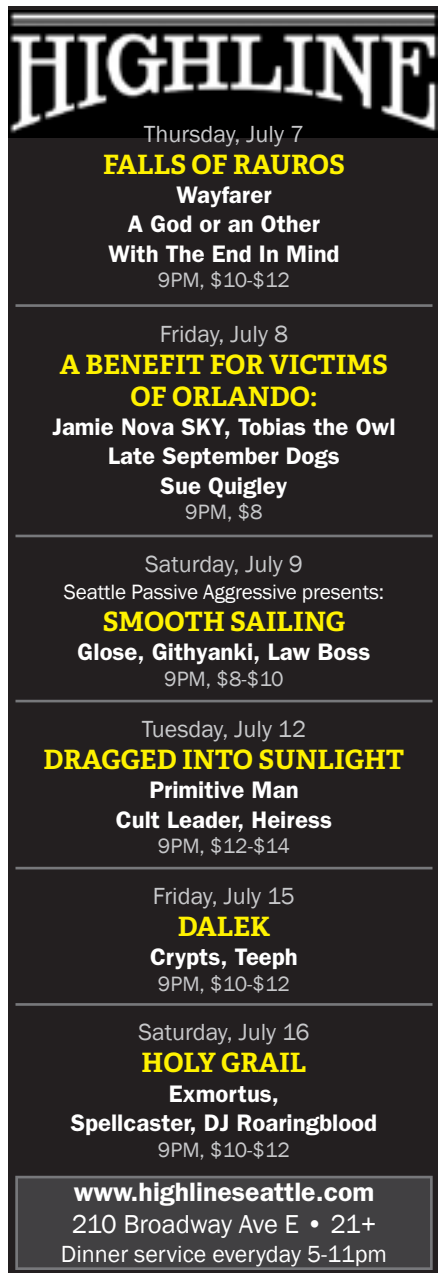 HIGHLINE
Thursday, July 7
FALLS OF RAUROS
Wayfarer
A God or an Other
With The End In Mind
9PM, $10-$12
Friday, July 8
A BENEFIT FOR VICTIMS
OF ORLANDO:
Jamie Nova SKY, Tobias the Owl
Late September Dogs
Sue Quigley
9PM, $8
Saturday, July 9
Seattle Passive Aggressive presents:
SMOOTH SAILING
Glose, Githyanki, Law Boss
9PM, $8-$10
Tuesday, July 12
DRAGGED INTO SUNLIGHT
Primitive Man
Cult Leader, Heiress
9PM, $12-$14
Friday, July 15
DALEK
Crypts, Teeph
9PM, $10-$12
Saturday, July 16
HOLY GRAIL
Exmortus,
Spellcaster, DJ Roaringblood
9PM, $10-$12
www.highlineseattle.com
210 Broadway Ave E • 21+
Dinner service everyday 5-11pm